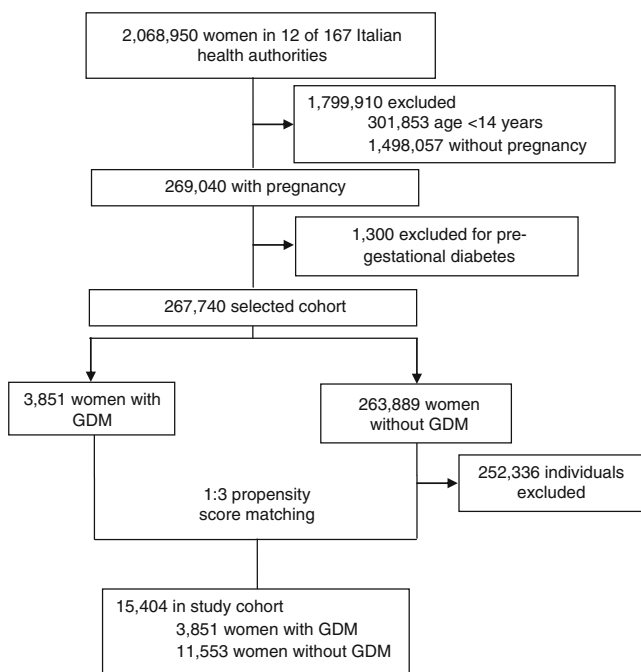 2,068,950 women in 12 of 167 Italian
health authorities
1,799,910 excluded
301,853 age <14 years
1,498,057 without pregnancy
269,040 with pregnancy
1,300 excluded for pre-
gestational diabetes
267,740 selected cohort
3,851 women with
GDM
263,889 women
without GDM
252,336 individuals
excluded
1:3 propensity
score matching
15,404 in study cohort
3,851 women with GDM
11,553 women without GDM